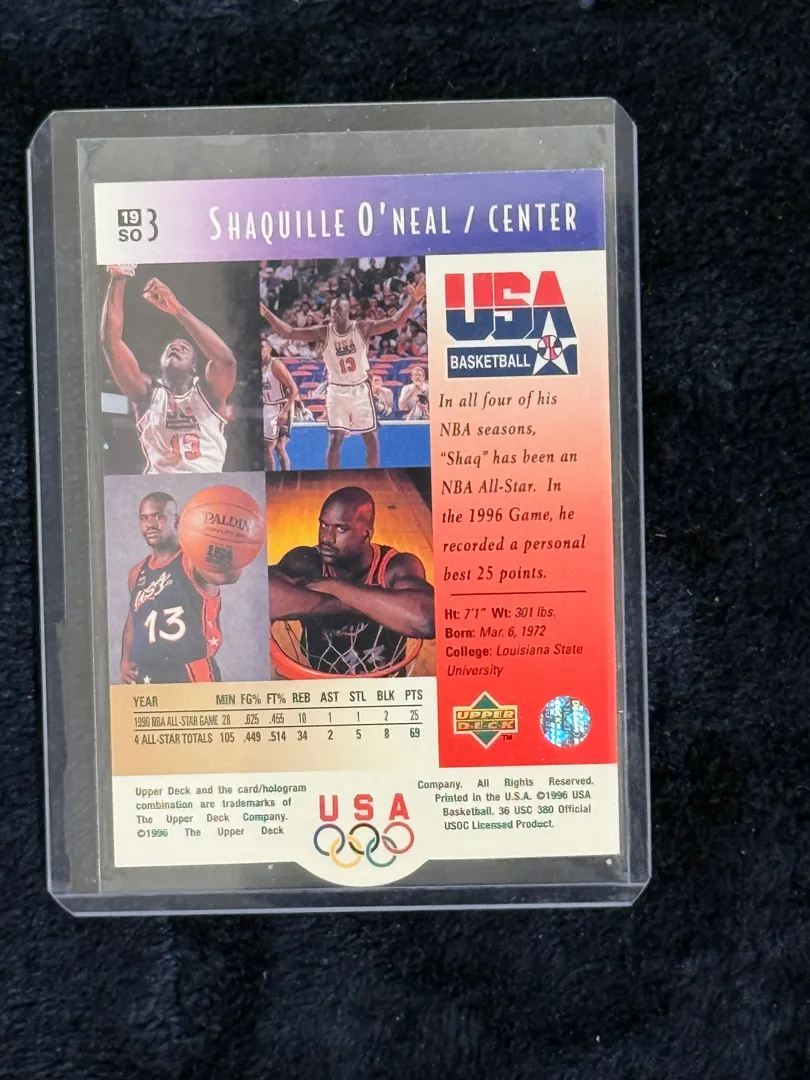 19
SO 3
SHAQUILLE O'NEAL / CENTER
USA
BASKETBALL
In all four of his
NBA seasons,
"Shaq" has been an
NBA All-Star. In
the 1996 Game, he
recorded a personal
best 25 points.
Ht: 7'1" Wt: 301 lbs.
Born: Mar. 6, 1972
College: Louisiana State
University
USA
13
13
SPALDING
USA
USA
13
YEAR MIN FG% FT% REB AST STL BLK PTS
1996 NBA ALL-STAR GAME 28 .625 .455 10 1 1 2 25
4 ALL-STAR TOTALS 105 .449 .514 34 2 5 8 69
UPPER
DECK
TM
Upper Deck and the card/hologram
combination are trademarks of
The Upper Deck Company.
©1996 The Upper Deck
USA
Company. All Rights Reserved.
Printed in the U.S.A. ©1996 USA
Basketball. 36 USC 380 Official
USOC Licensed Product.